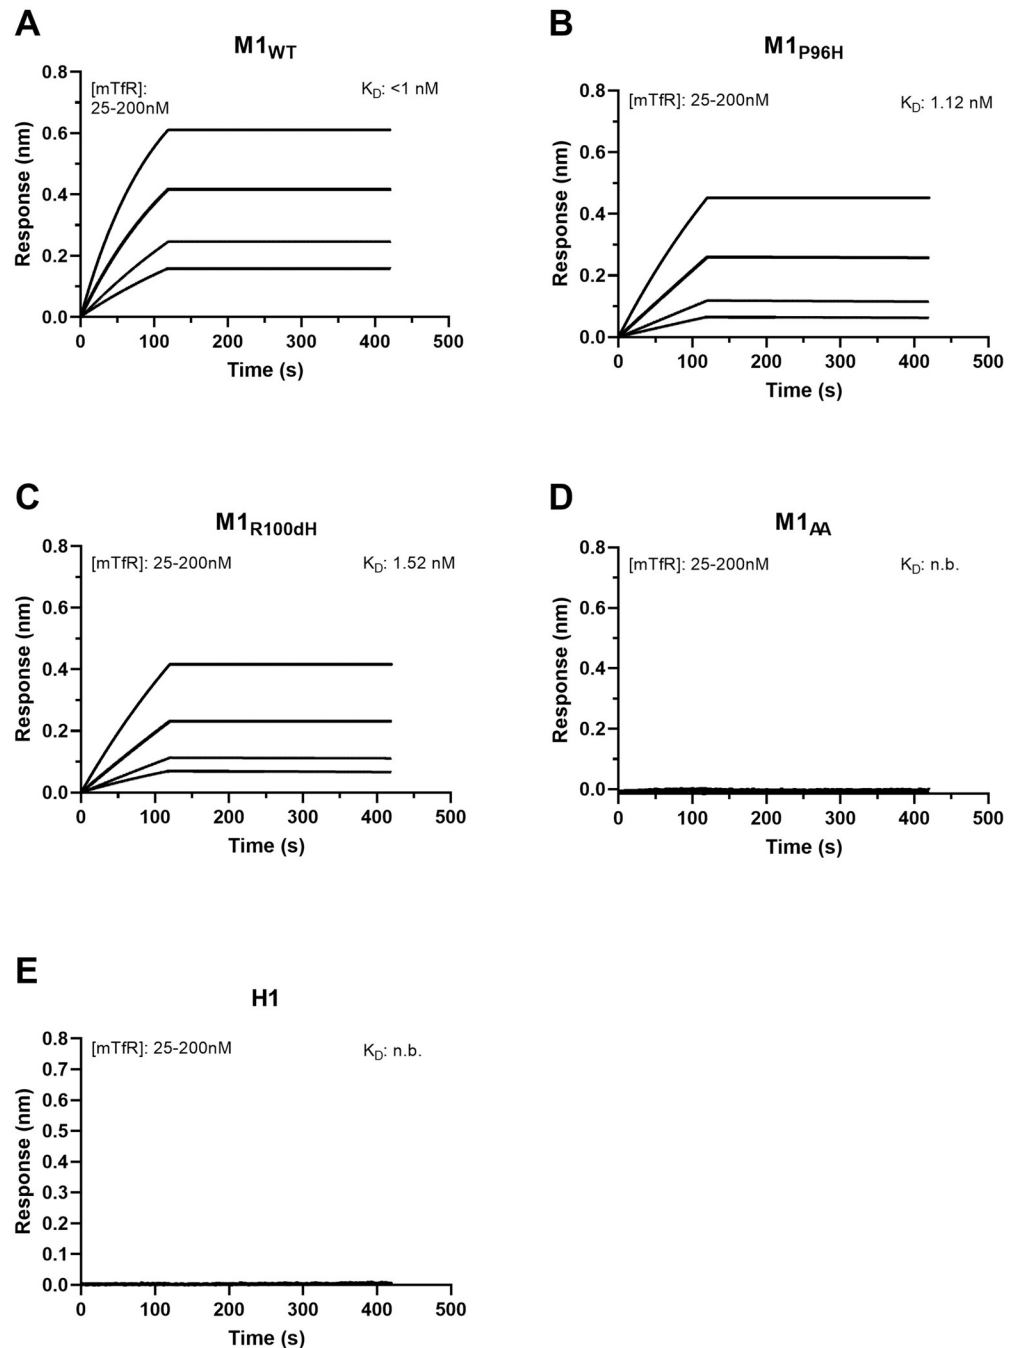 A
M1WT
[mTfR]:
25-200nM
KD: <1 nM
0.8
0.6
0.4
0.2
0.0
Response (nm)
0 100 200 300 400 500
Time (s)
B
M1P96H
[mTfR]: 25-200nM
KD: 1.12 nM
0.8
0.6
0.4
0.2
0.0
Response (nm)
0 100 200 300 400 500
Time (s)
C
M1R100dH
[mTfR]: 25-200nM
KD: 1.52 nM
0.8
0.6
0.4
0.2
0.0
Response (nm)
0 100 200 300 400 500
Time (s)
D
M1AA
[mTfR]: 25-200nM
KD: n.b.
0.8
0.6
0.4
0.2
0.0
Response (nm)
0 100 200 300 400 500
Time (s)
E
H1
[mTfR]: 25-200nM
KD: n.b.
0.8
0.7
0.6
0.5
0.4
0.3
0.2
0.1
0.0
Response (nm)
0 100 200 300 400 500
Time (s)